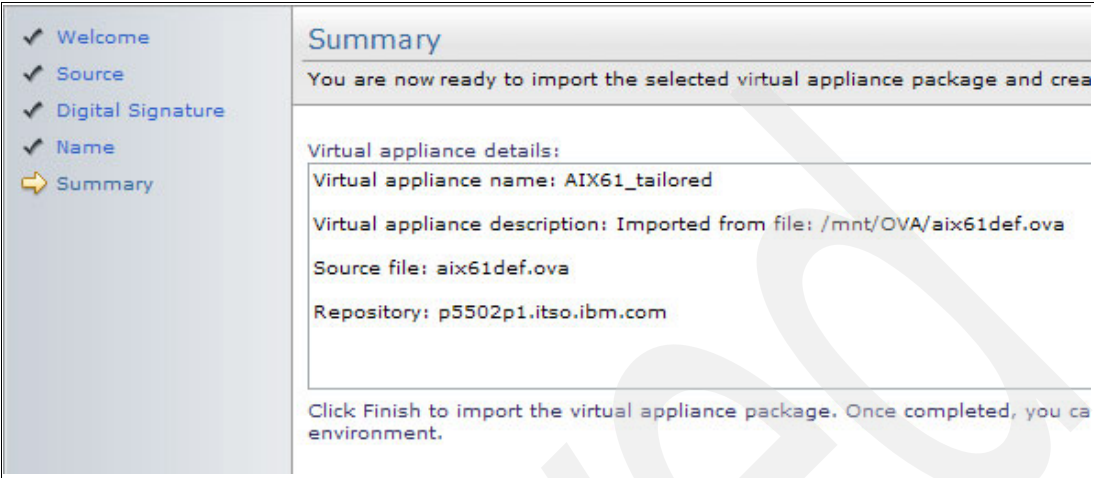 Welcome
Source
Digital Signature
Name
Summary
Summary
You are now ready to import the selected virtual appliance package and crea
Virtual appliance details:
Virtual appliance name: AIX61_tailored
Virtual appliance description: Imported from file: /mnt/OVA/aix61def.ova
Source file: aix61def.ova
Repository: p5502p1.itso.ibm.com
Click Finish to import the virtual appliance package. Once completed, you ca
environment.